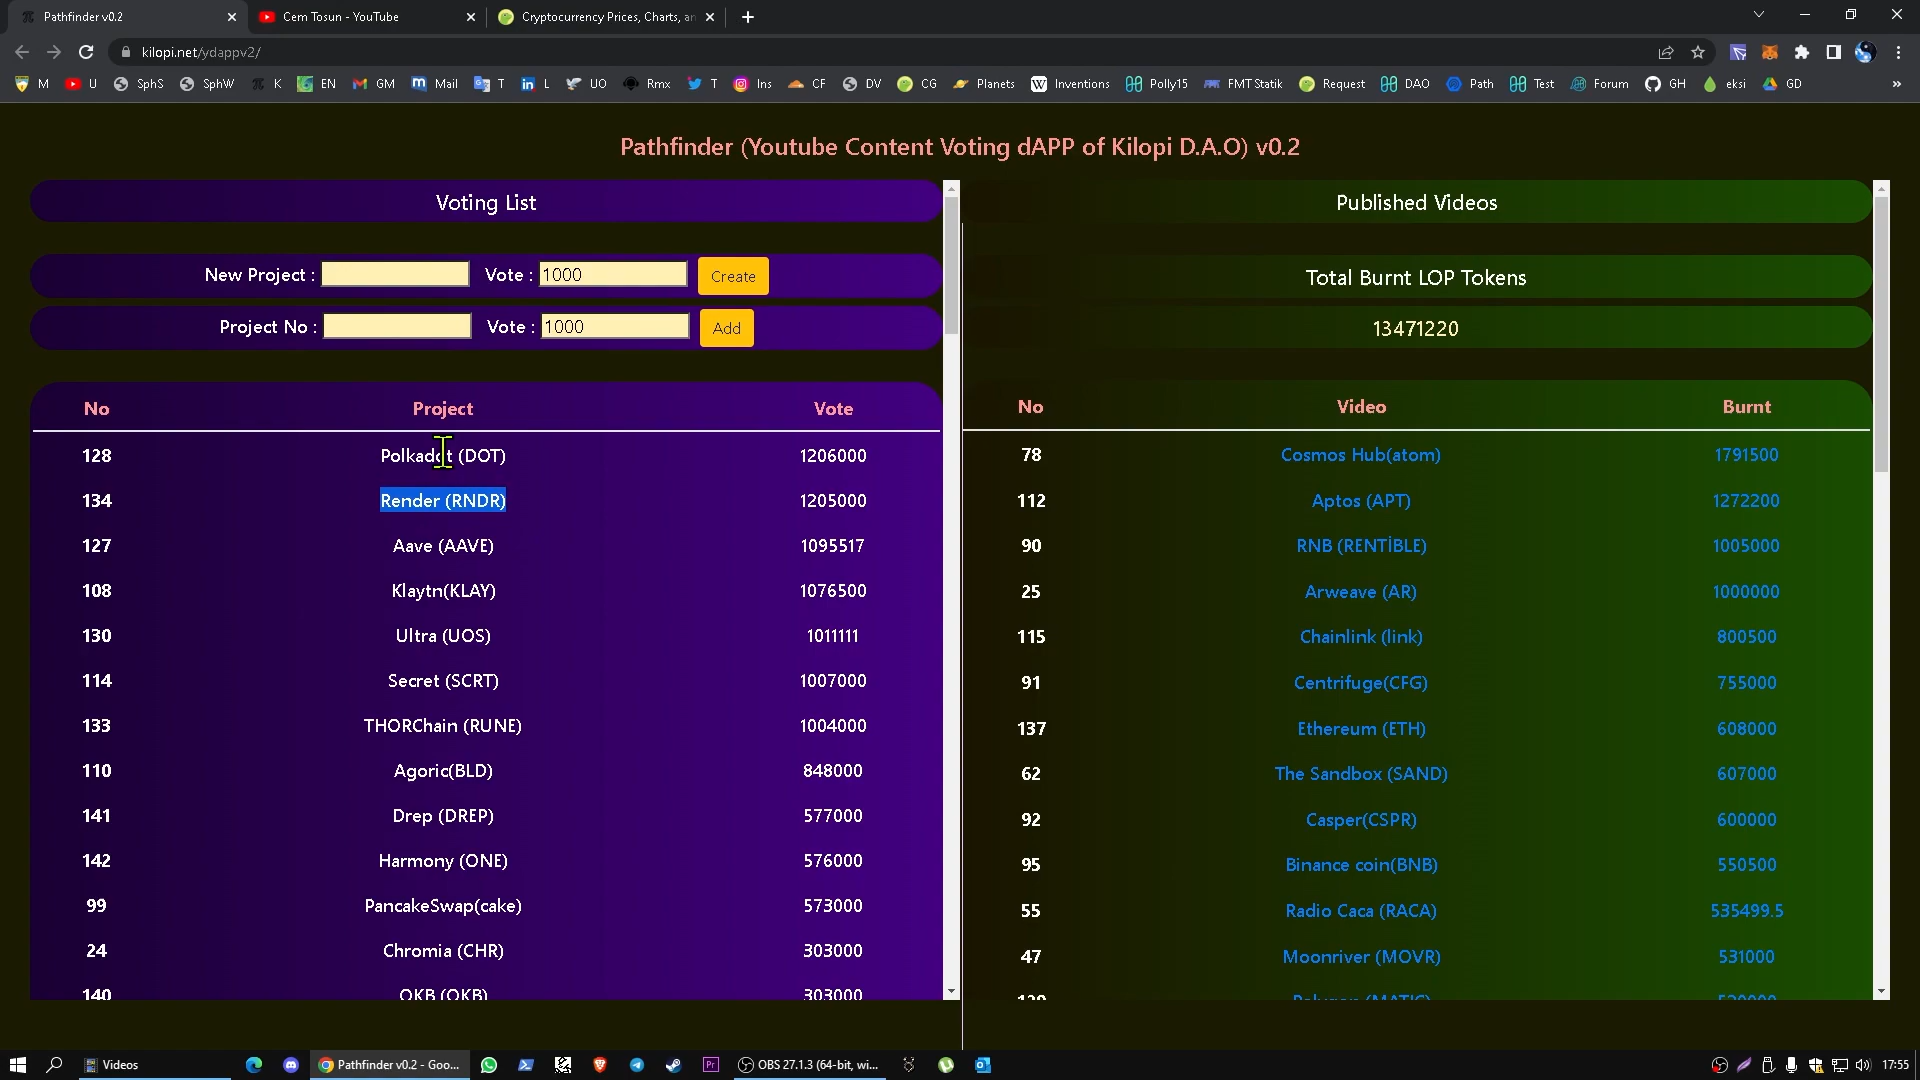 Pathfinder v0.2
Cem Tosun - YouTube
Cryptocurrency Prices, Charts, an
kilopi.net/ydappv2/
M U SphS SphW K EN GM Mail T L UO Rmx T Ins CF DV CG Planets Inventions Polly15 FMT Statik Request DAO Path Test Forum GH eksi GD »
Pathfinder (Youtube Content Voting dAPP of Kilopi D.A.O) v0.2
Voting List
New Project : Vote : 1000 Create
Project No : Vote : 1000 Add
No Project Vote
128 Polkadot (DOT) 1206000
134 Render (RNDR) 1205000
127 Aave (AAVE) 1095517
108 Klaytn(KLAY) 1076500
130 Ultra (UOS) 1011111
114 Secret (SCRT) 1007000
133 THORChain (RUNE) 1004000
110 Agoric(BLD) 848000
141 Drep (DREP) 577000
142 Harmony (ONE) 576000
99 PancakeSwap(cake) 573000
24 Chromia (CHR) 303000
140 OKB (OKB) 303000
Published Videos
Total Burnt LOP Tokens
13471220
No Video Burnt
78 Cosmos Hub(atom) 1791500
112 Aptos (APT) 1272200
90 RNB (RENTİBLE) 1005000
25 Arweave (AR) 1000000
115 Chainlink (link) 800500
91 Centrifuge(CFG) 755000
137 Ethereum (ETH) 608000
62 The Sandbox (SAND) 607000
92 Casper(CSPR) 600000
95 Binance coin(BNB) 550500
55 Radio Caca (RACA) 535499.5
47 Moonriver (MOVR) 531000
Polygon (MATIC)
Videos
Pathfinder v0.2 - Goo...
OBS 27.1.3 (64-bit, wi...
17:55